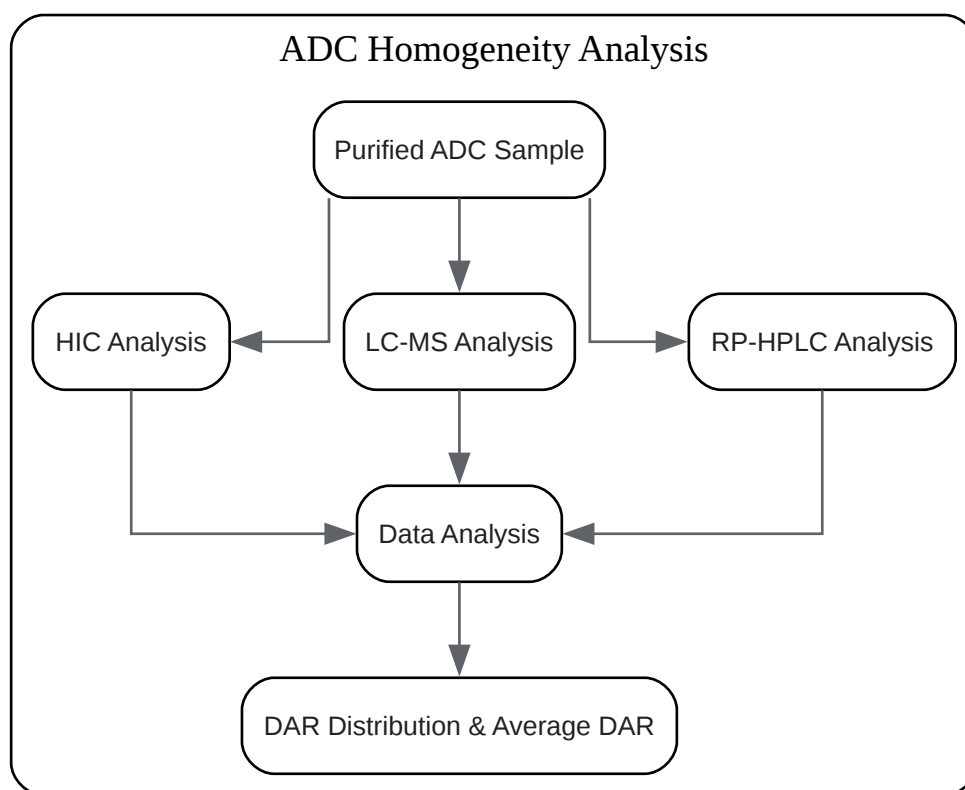 ADC Homogeneity Analysis
Purified ADC Sample
HIC Analysis
LC-MS Analysis
RP-HPLC Analysis
Data Analysis
DAR Distribution & Average DAR